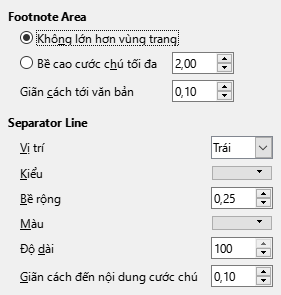 Footnote Area
Không lớn hơn vùng trang
Bề cao cước chú tối đa 2,00
Giãn cách tới văn bản 0,10
Separator Line
Vị trí Trái
Kiểu
Bề rộng 0,25
Màu
Độ dài 100
Giãn cách đến nội dung cước chú 0,10